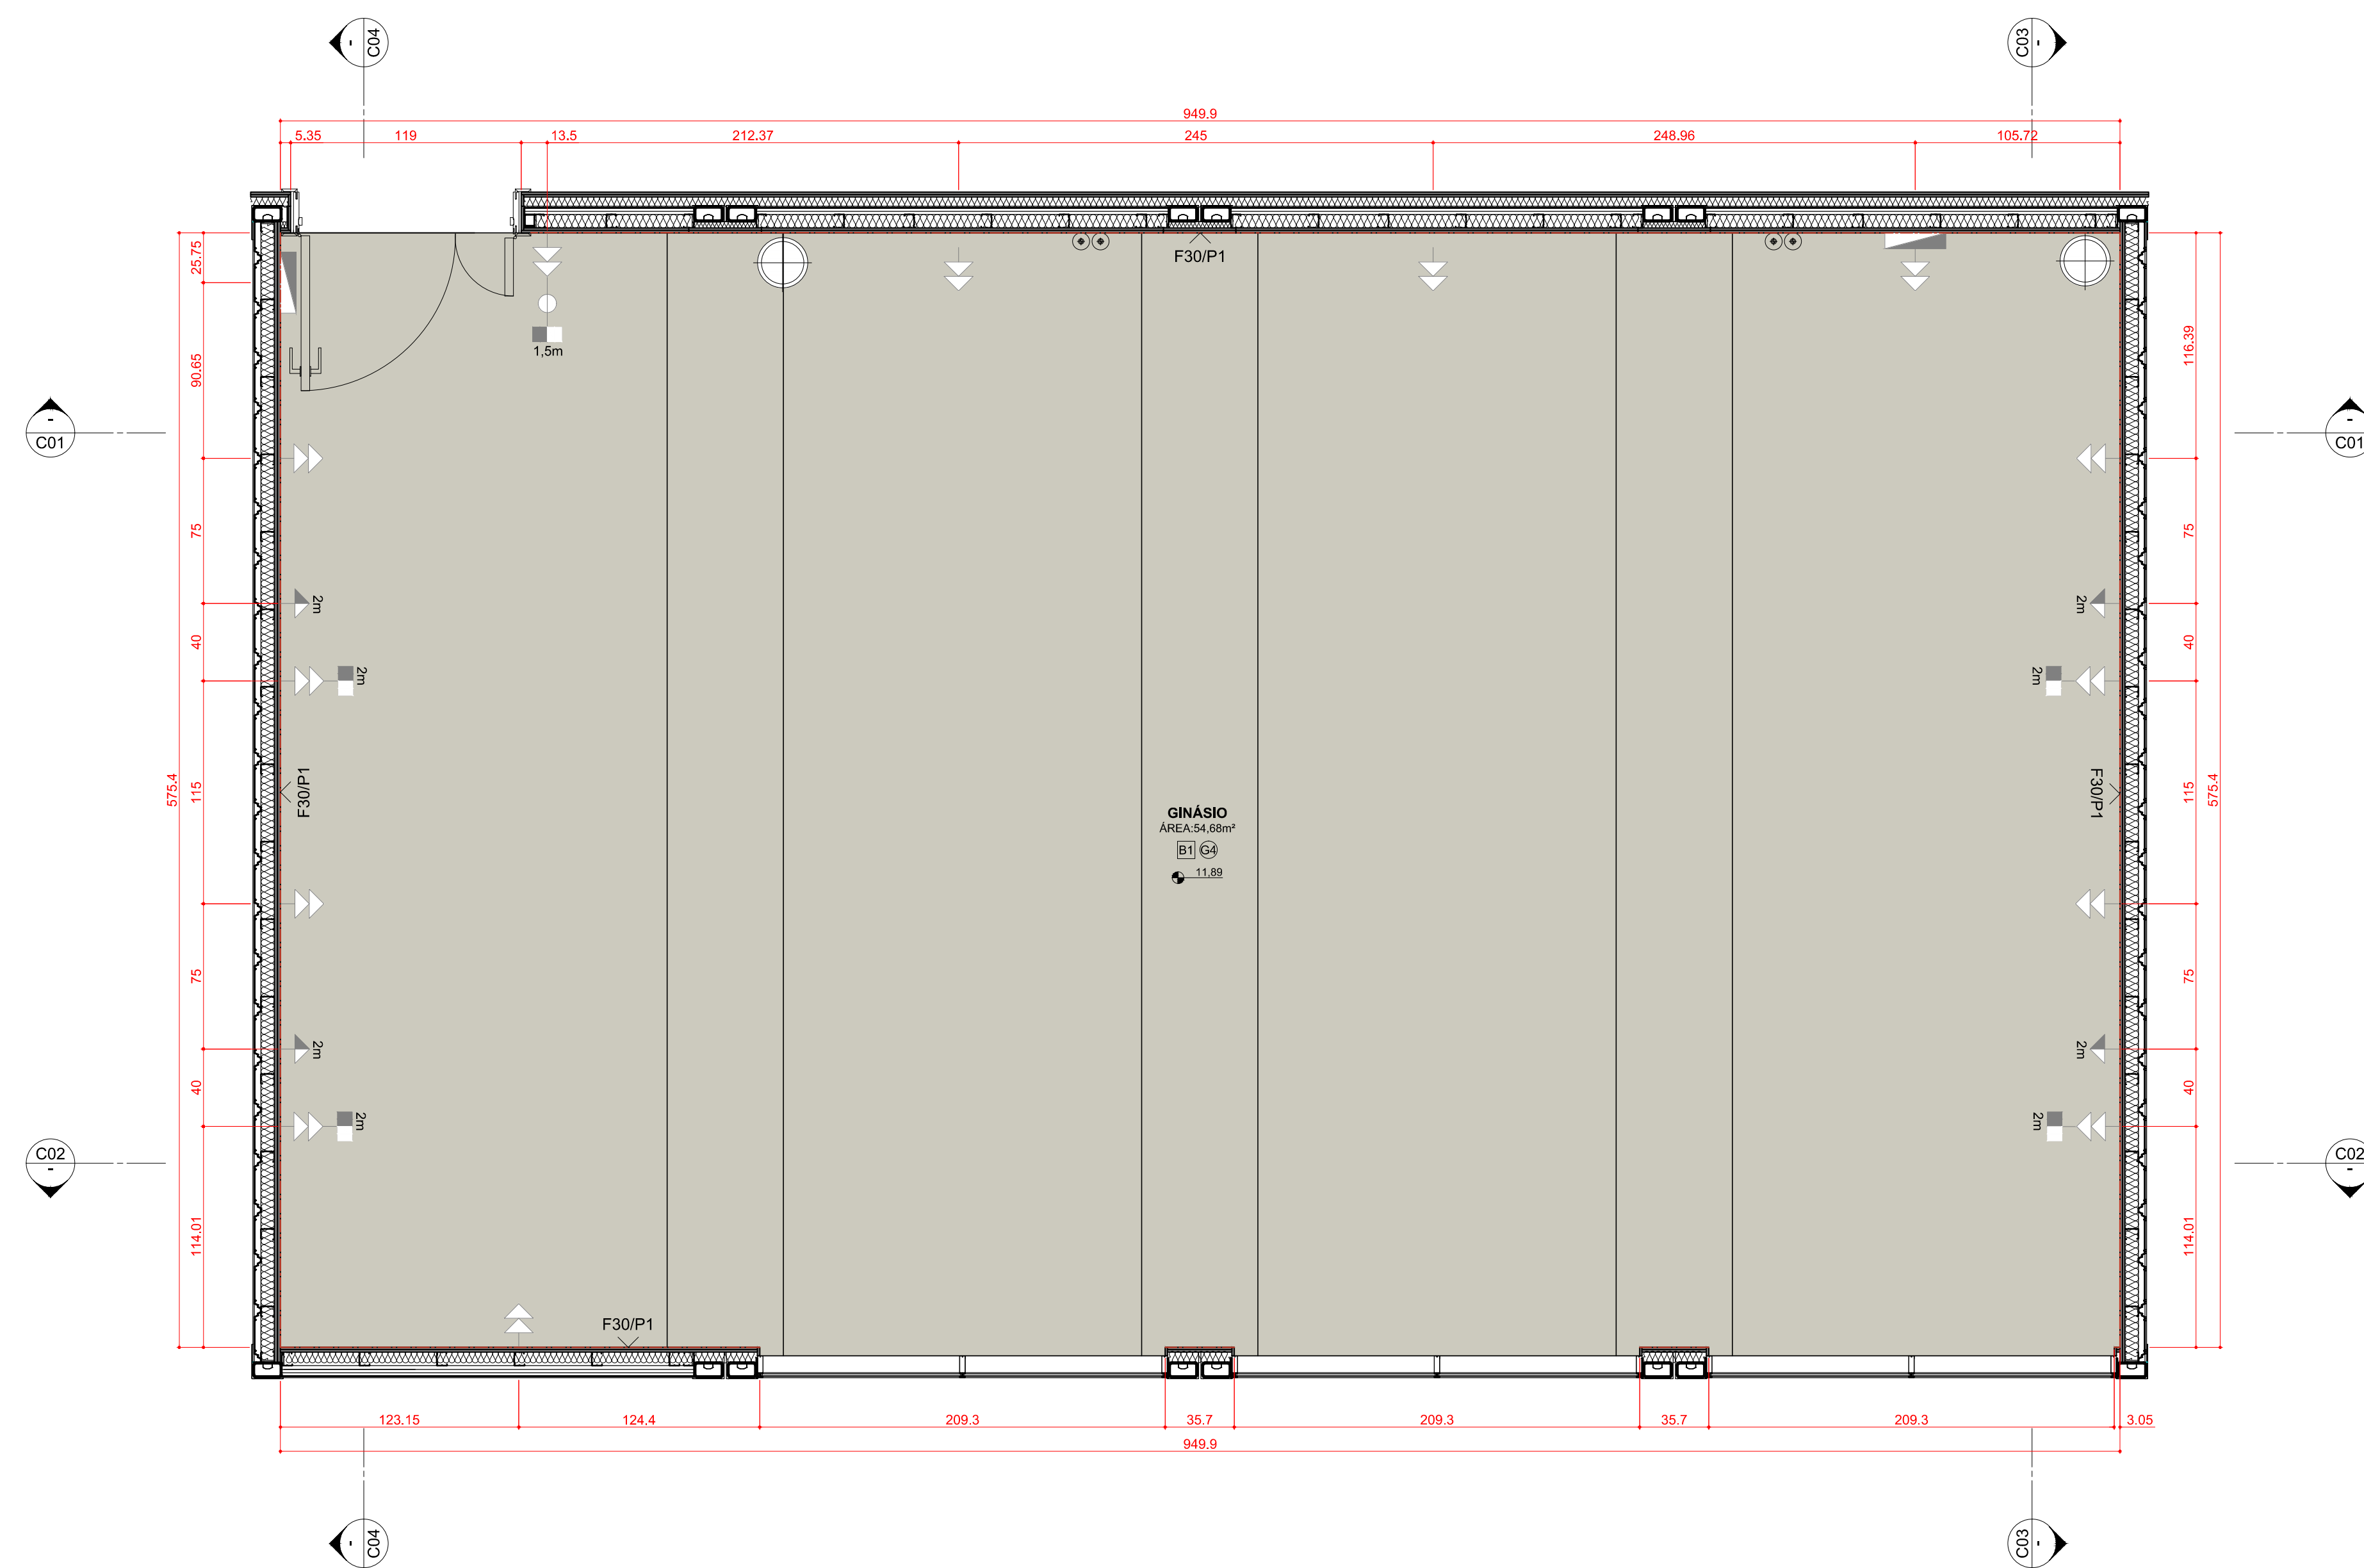 C04
-
C03
-
949.9
5.35
119
13.5
212.37
245
248.96
105.72
25.75
90.65
75
40
115
75
40
114.01
575.4
116.39
75
40
115
75
40
114.01
575.4
F30/P1
1,5m
-
C01
-
C01
2m
2m
2m
2m
F30/P1
F30/P1
GINÁSIO
ÁREA:54,68m²
B1 G4
11,89
2m
2m
2m
2m
C02
-
C02
-
F30/P1
123.15
124.4
209.3
35.7
209.3
35.7
209.3
3.05
949.9
C04
-
C03
-